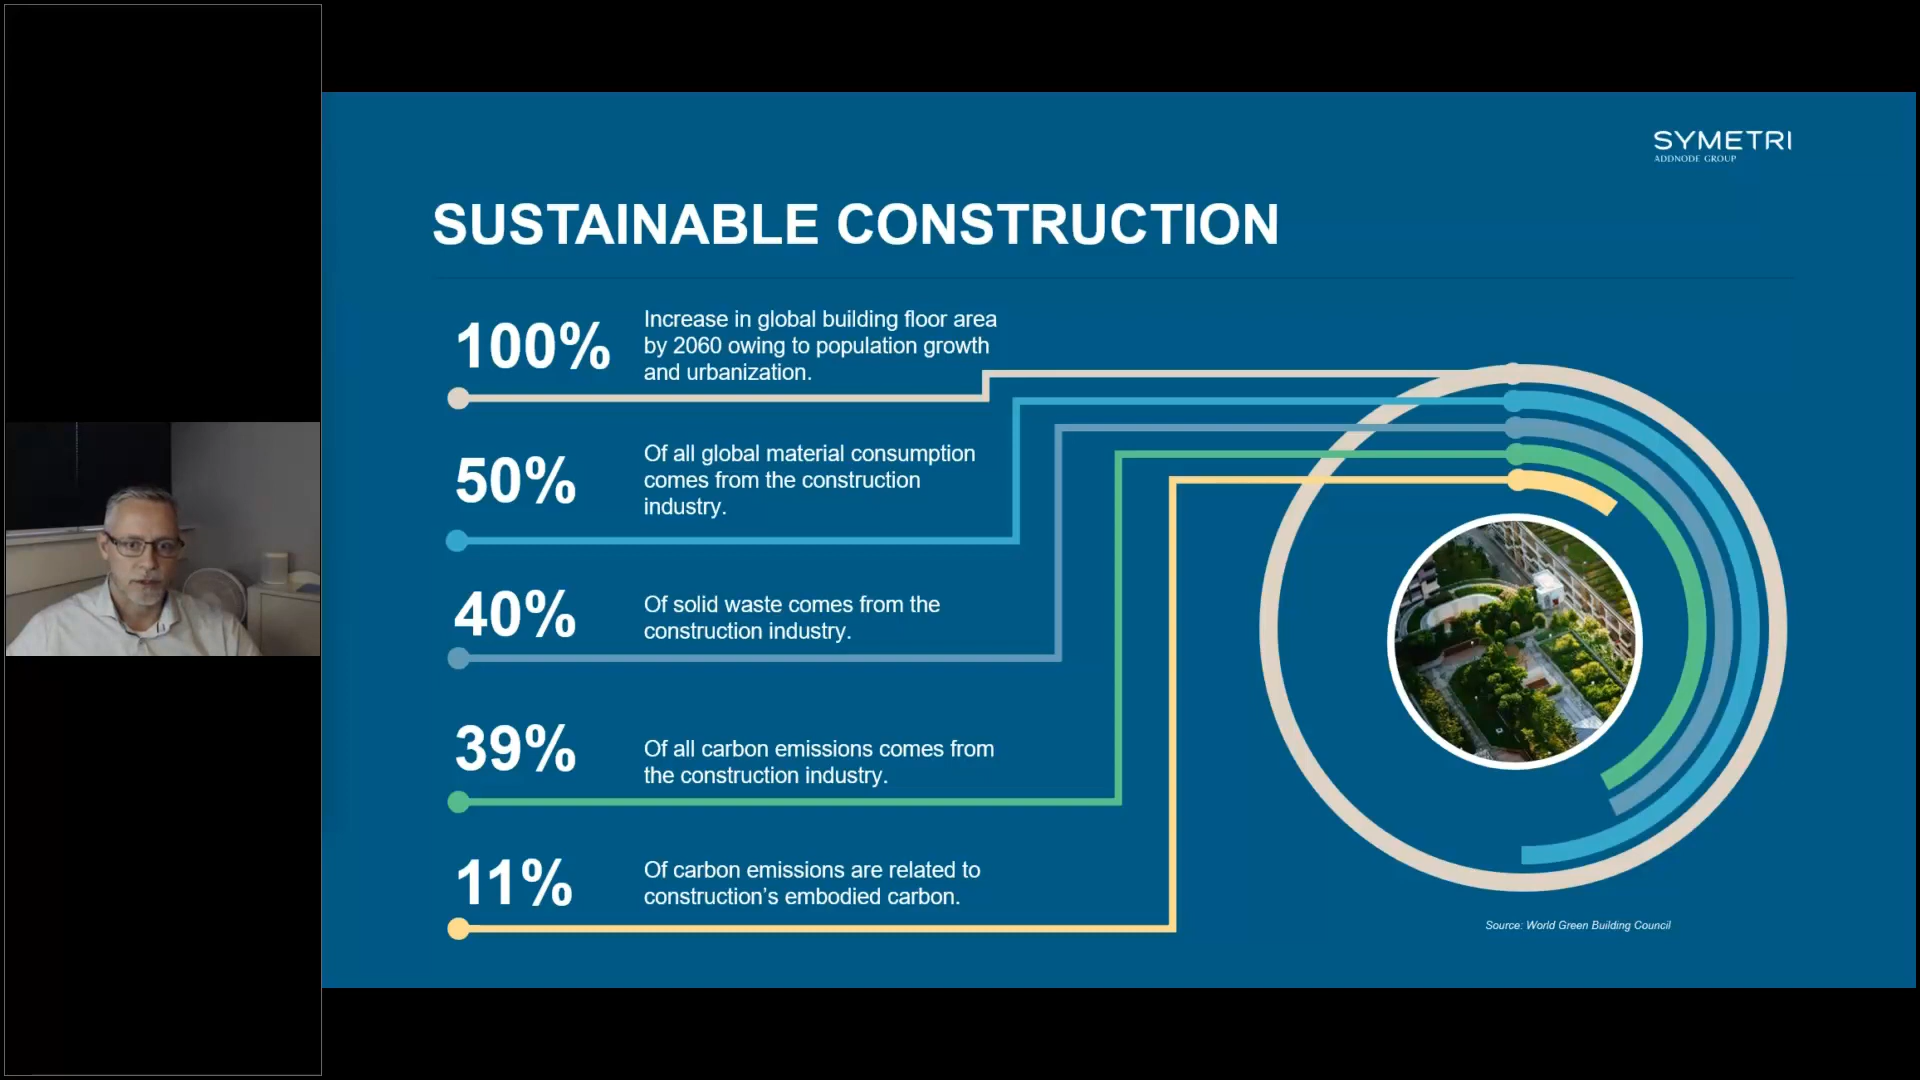 SYMETRI
ADDNODE GROUP
SUSTAINABLE CONSTRUCTION
100%
Increase in global building floor area
by 2060 owing to population growth
and urbanization.
50%
Of all global material consumption
comes from the construction
industry.
40%
Of solid waste comes from the
construction industry.
39%
Of all carbon emissions comes from
the construction industry.
11%
Of carbon emissions are related to
construction’s embodied carbon.
Source: World Green Building Council